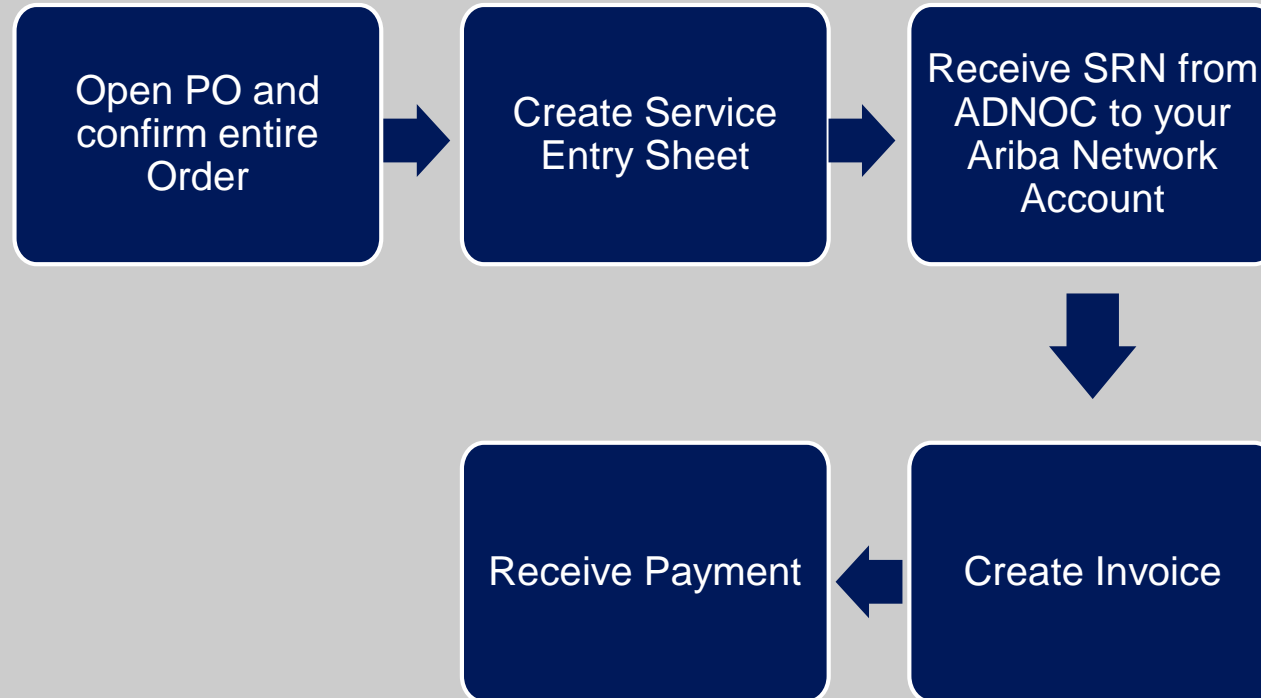 Open PO and
confirm entire
Order
Create Service
Entry Sheet
Receive SRN from
ADNOC to your
Ariba Network
Account
Receive Payment
Create Invoice